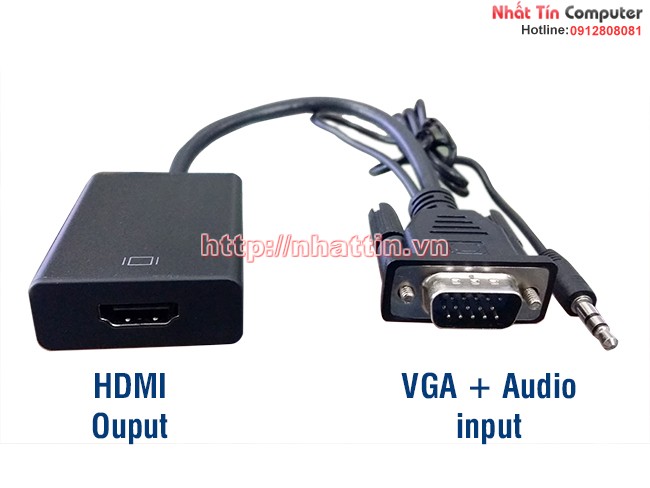 Nhất Tín Computer
Hotline:0912808081
http://nhattin.vn
HDMI
Ouput
VGA + Audio
input